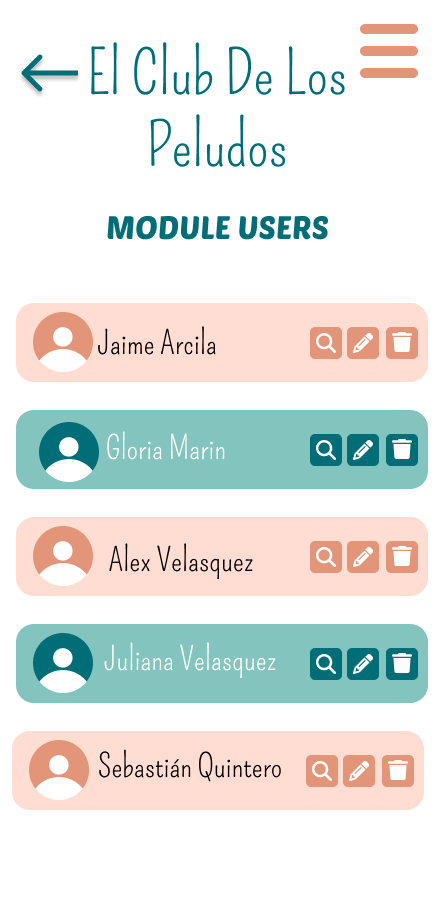 El Club De Los
Peludos
MODULE USERS
Jaime Arcila
Gloria Marin
Alex Velasquez
Juliana Velasquez
Sebastián Quintero